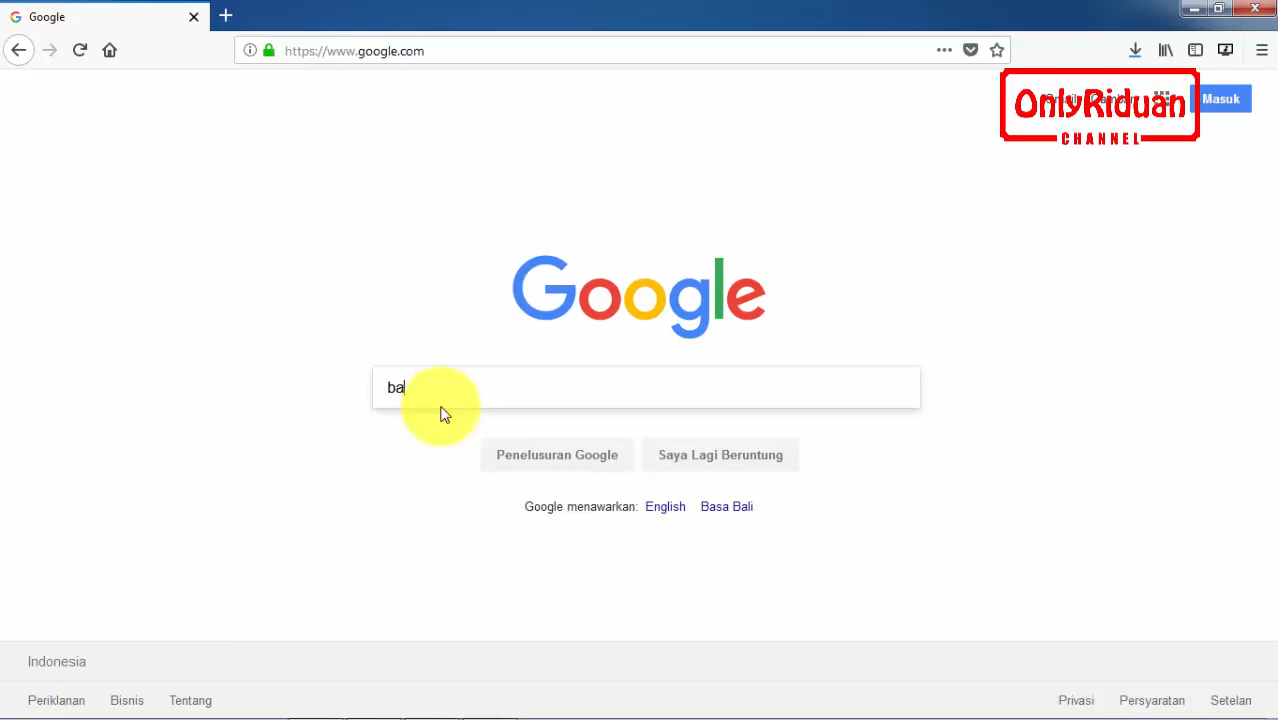 Google
https://www.google.com
Masuk
OnlyRiduan
CHANNEL
Google
ba
Penelusuran Google Saya Lagi Beruntung
Google menawarkan: English Basa Bali
Indonesia
Periklanan Bisnis Tentang Privasi Persyaratan Setelan